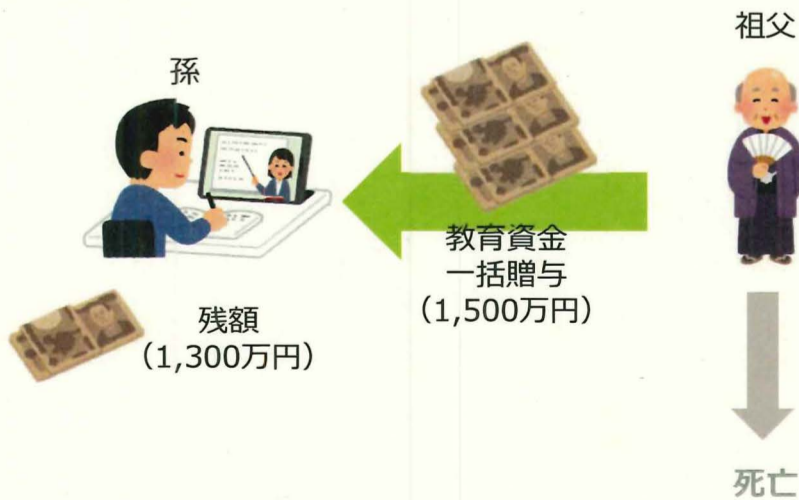 祖父
孫
教育資金
一括贈与
（1,500万円）
残額
（1,300万円）
死亡